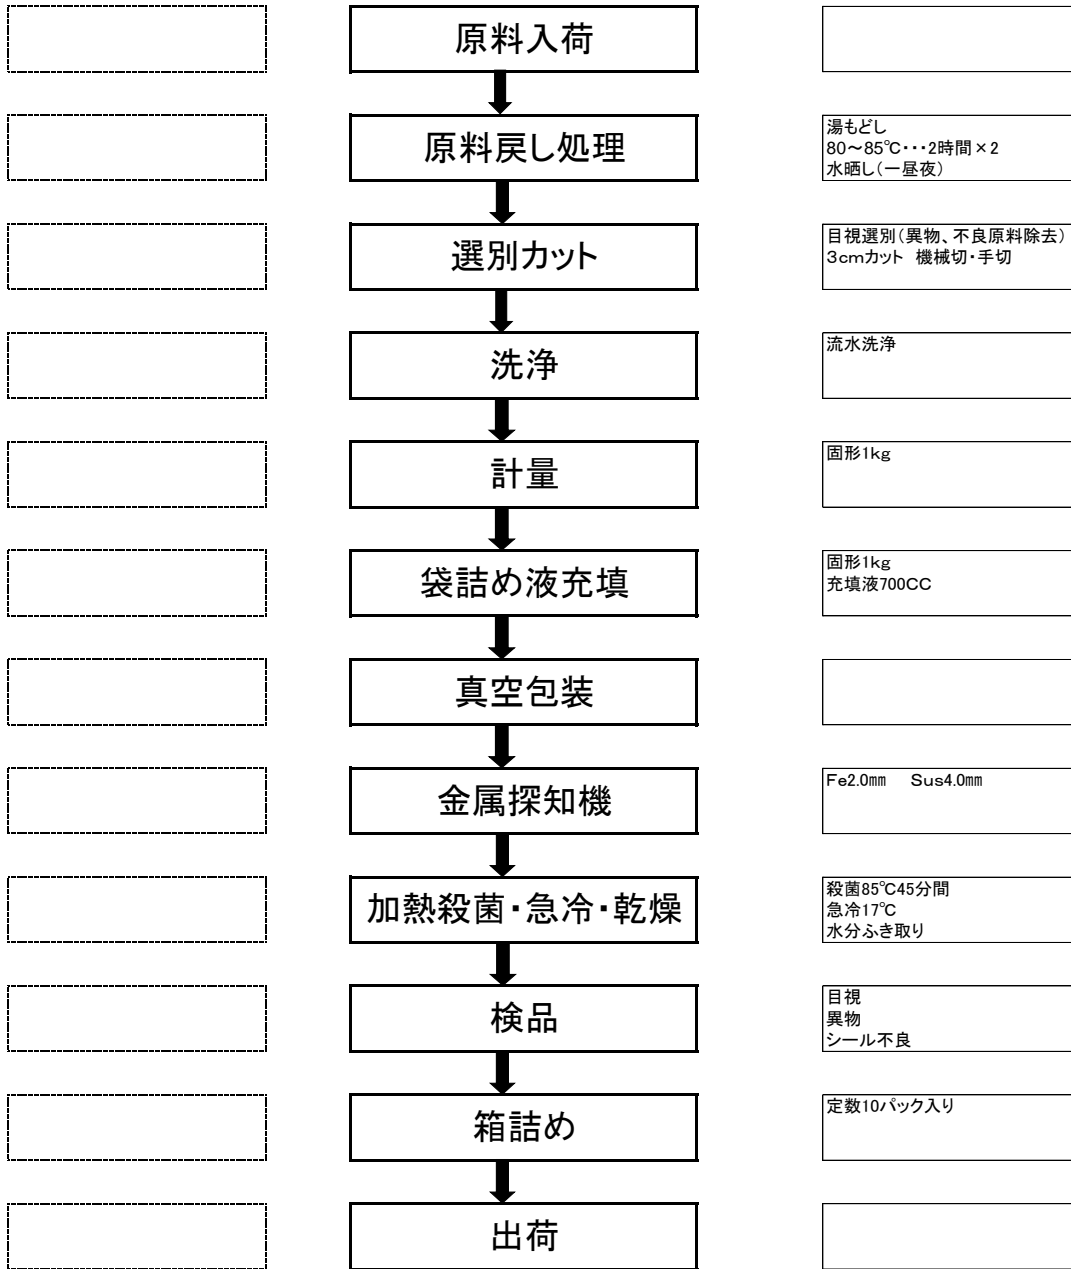 原料入荷
原料戻し処理
湯もどし
80～85℃・・・2時間×2
水晒し(一昼夜)
選別カット
目視選別(異物、不良原料除去)
3cmカット 機械切・手切
洗浄
流水洗浄
計量
固形1kg
袋詰め液充填
固形1kg
充填液700CC
真空包装
金属探知機
Fe2.0㎜ Sus4.0㎜
加熱殺菌・急冷・乾燥
殺菌85℃45分間
急冷17℃
水分ふき取り
検品
目視
異物
シール不良
箱詰め
定数10パック入り
出荷